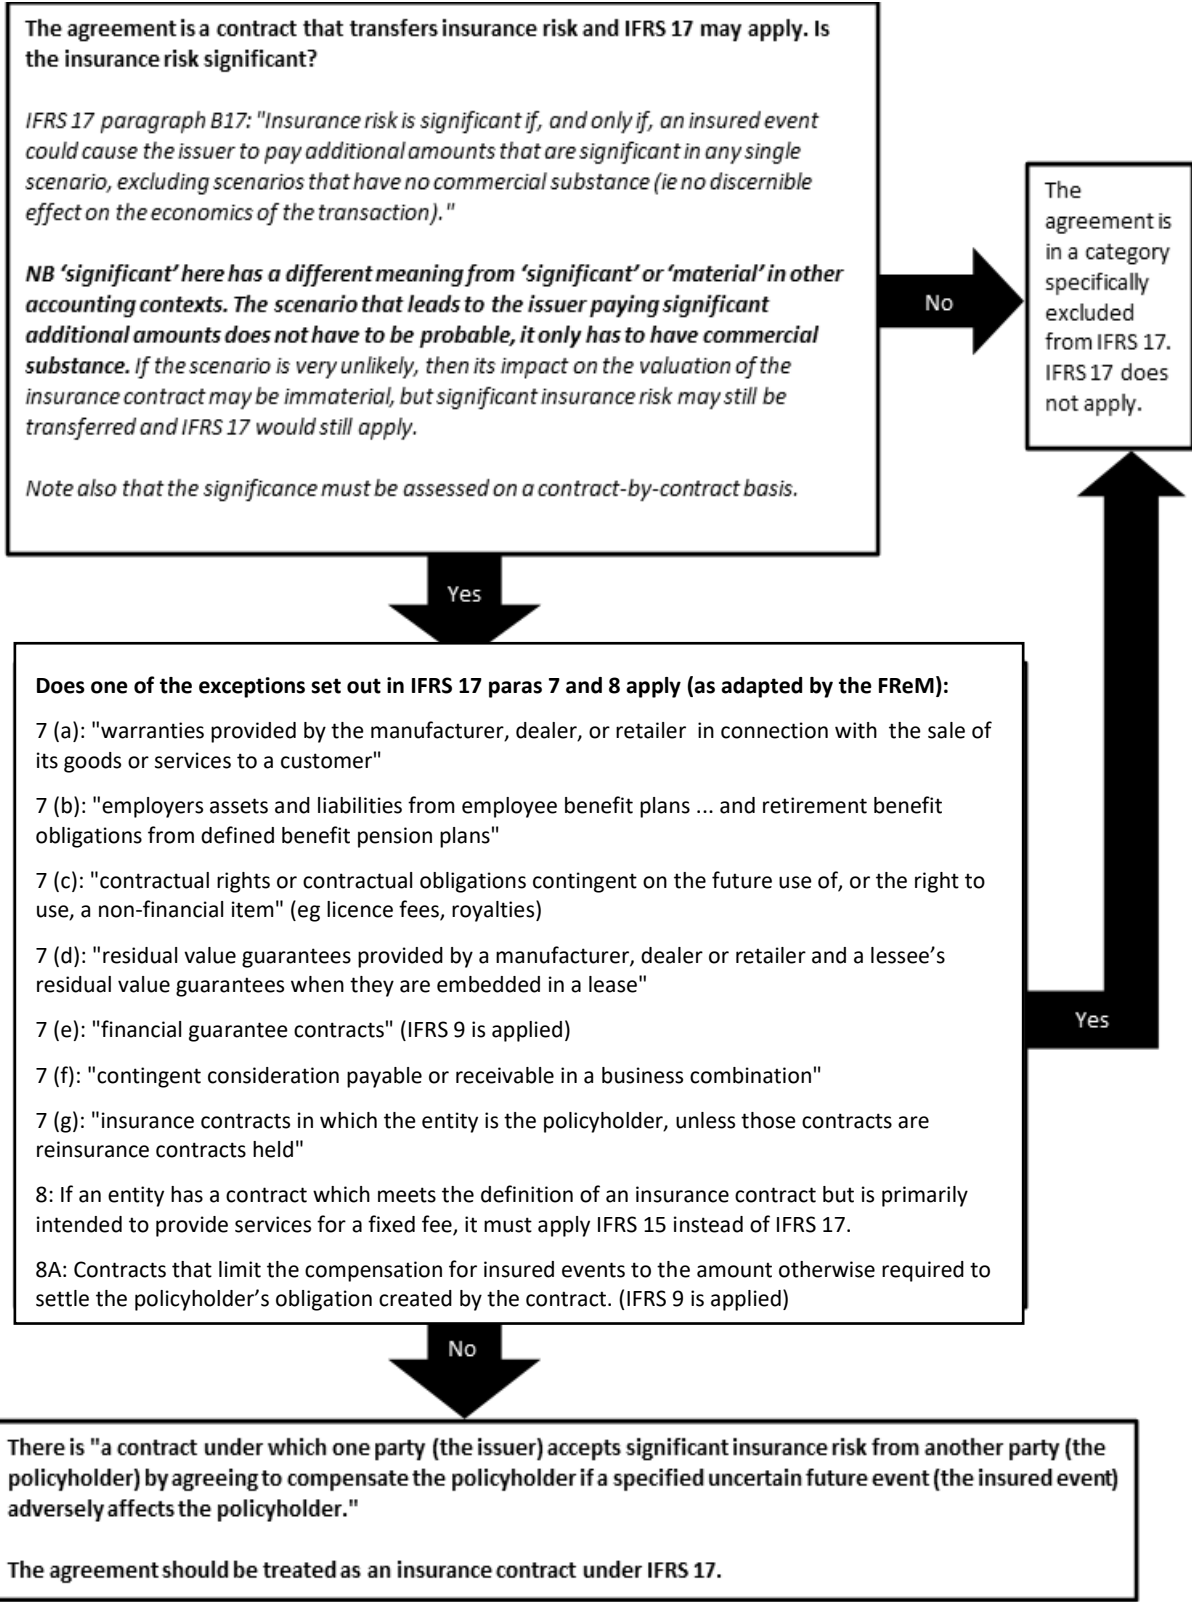 The agreement is a contract that transfers insurance risk and IFRS 17 may apply. Is
the insurance risk significant?
IFRS 17 paragraph B17: "Insurance risk is significant if, and only if, an insured event
could cause the issuer to pay additional amounts that are significant in any single
scenario, excluding scenarios that have no commercial substance (ie no discernible
effect on the economics of the transaction)."
NB ‘significant’ here has a different meaning from ‘significant’ or ‘material’ in other
accounting contexts. The scenario that leads to the issuer paying significant
additional amounts does not have to be probable, it only has to have commercial
substance. If the scenario is very unlikely, then its impact on the valuation of the
insurance contract may be immaterial, but significant insurance risk may still be
transferred and IFRS 17 would still apply.
Note also that the significance must be assessed on a contract-by-contract basis.
No
The
agreement is
in a category
specifically
excluded
from IFRS 17.
IFRS 17 does
not apply.
Yes
Does one of the exceptions set out in IFRS 17 paras 7 and 8 apply (as adapted by the FReM):
7 (a): "warranties provided by the manufacturer, dealer, or retailer in connection with the sale of
its goods or services to a customer"
7 (b): "employers assets and liabilities from employee benefit plans ... and retirement benefit
obligations from defined benefit pension plans"
7 (c): "contractual rights or contractual obligations contingent on the future use of, or the right to
use, a non-financial item" (eg licence fees, royalties)
7 (d): "residual value guarantees provided by a manufacturer, dealer or retailer and a lessee’s
residual value guarantees when they are embedded in a lease"
7 (e): "financial guarantee contracts" (IFRS 9 is applied)
7 (f): "contingent consideration payable or receivable in a business combination"
7 (g): "insurance contracts in which the entity is the policyholder, unless those contracts are
reinsurance contracts held"
8: If an entity has a contract which meets the definition of an insurance contract but is primarily
intended to provide services for a fixed fee, it must apply IFRS 15 instead of IFRS 17.
8A: Contracts that limit the compensation for insured events to the amount otherwise required to
settle the policyholder’s obligation created by the contract. (IFRS 9 is applied)
Yes
No
There is "a contract under which one party (the issuer) accepts significant insurance risk from another party (the
policyholder) by agreeing to compensate the policyholder if a specified uncertain future event (the insured event)
adversely affects the policyholder."
The agreement should be treated as an insurance contract under IFRS 17.